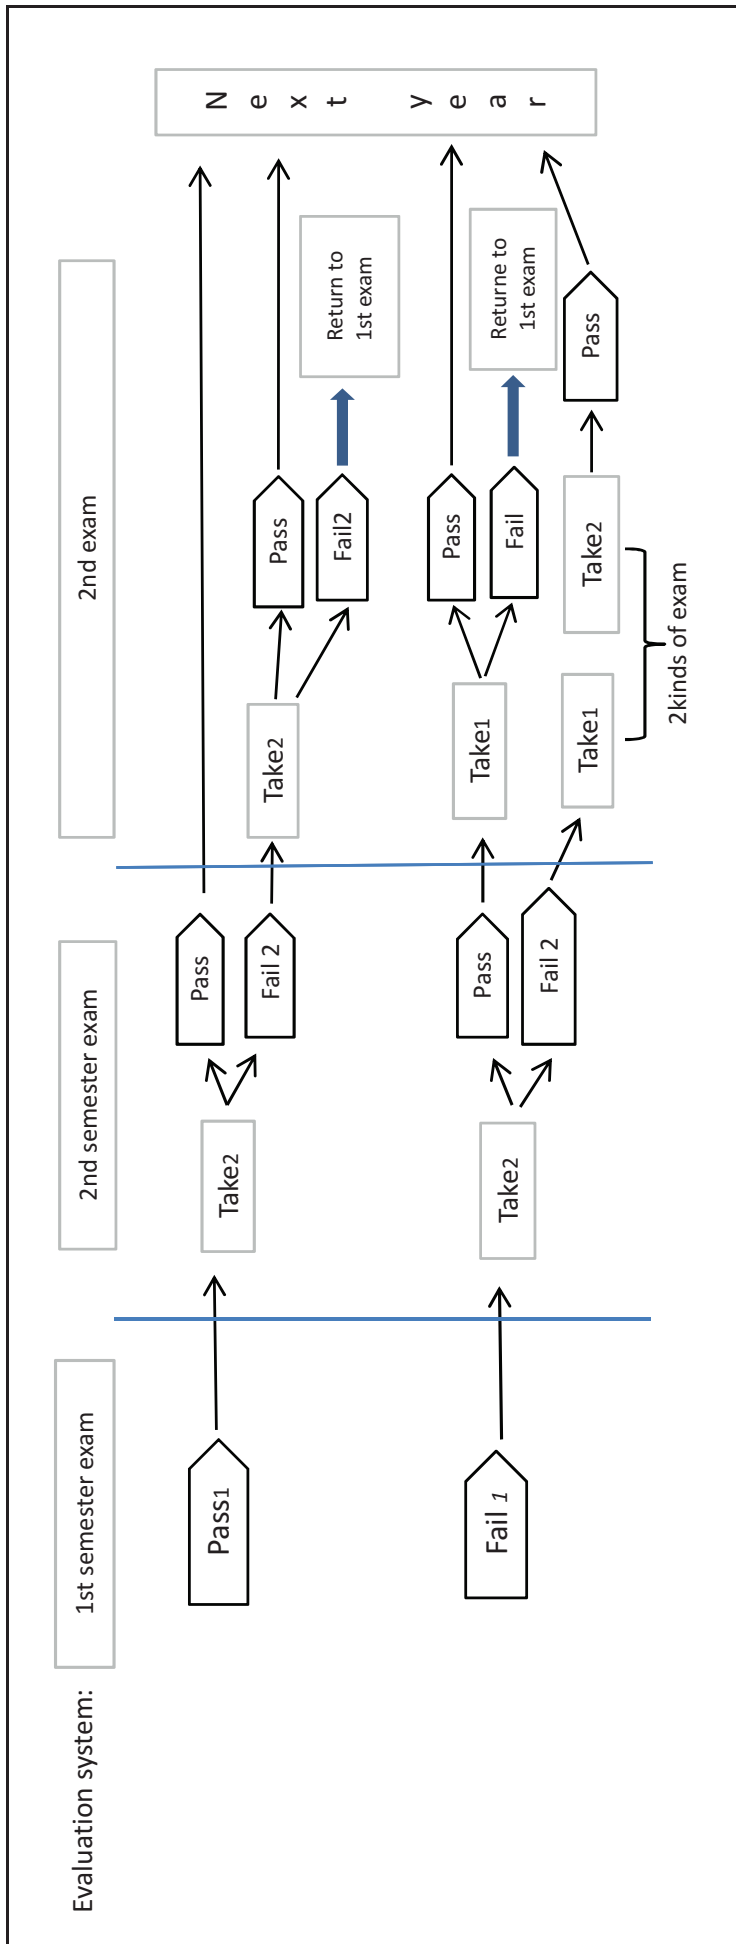 Evaluation system:
1st semester exam
2nd semester exam
2nd exam
Pass1
Take2
Pass
Fail 2
Take2
Pass
Fail2
Return to
1st exam
Fail 1
Take2
Pass
Fail 2
Take1
Pass
Fail
Returne to
1st exam
Take1
Take2
Pass
2kinds of exam
Next year